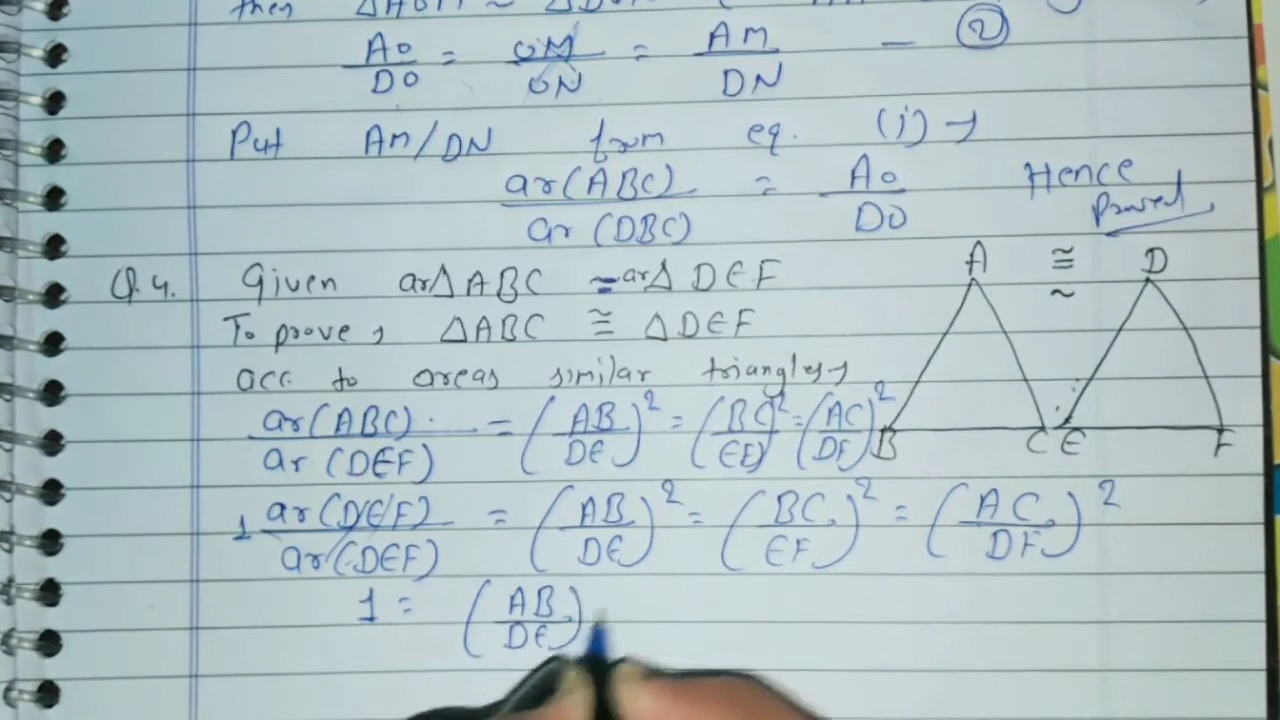 then
AO/DO = OM/ON = AM/DN — ②
Put AM/DN from eq. (i) →
ar(ABC)/ar(DBC) = AO/DO Hence Proved
A ≅ ~ D
Q.4. Given ar△ABC = ar△DEF
To prove, △ABC ≅ △DEF
acc. to areas similar triangles →
ar(ABC)/ar(DEF) = (AB/DE)² = (BC/EF)² = (AC/DF)²
B C E F
1 ar(DEF)/ar(DEF) = (AB/DE)² = (BC/EF)² = (AC/DF)²
1 = (AB/DE)